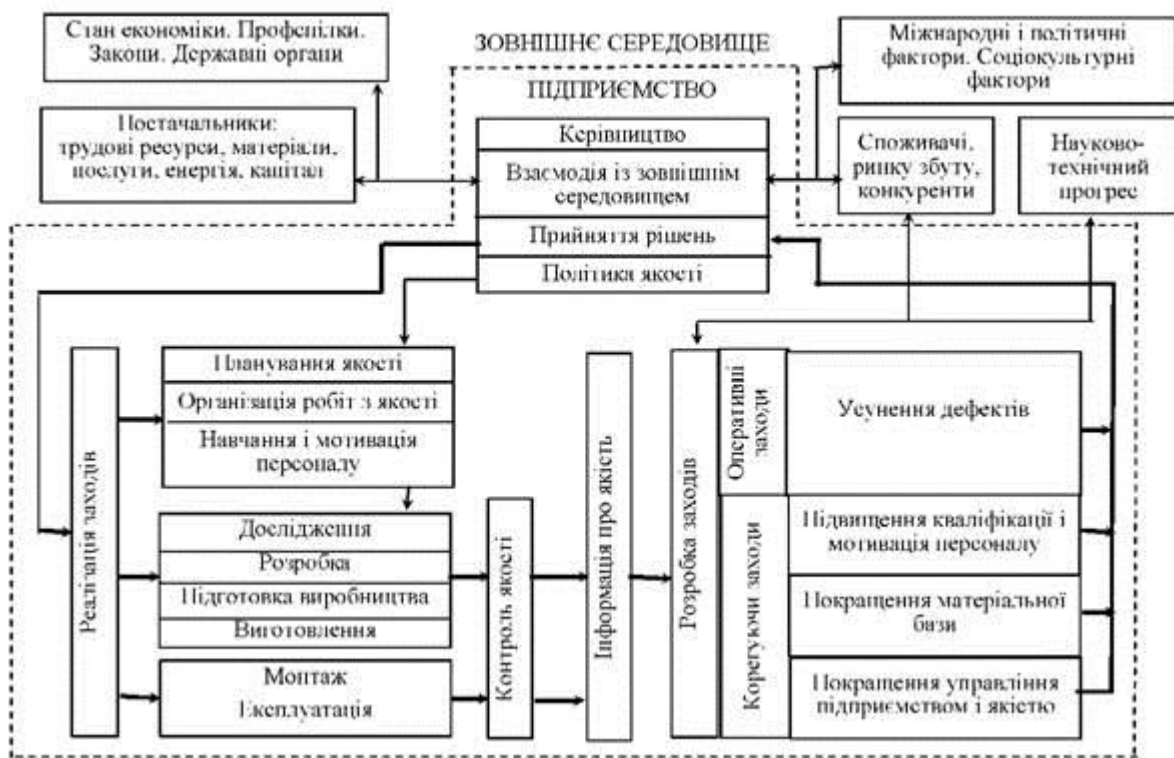 Стан економіки. Профспілки.
Закони. Державні органи
ЗОВНІШНЄ СЕРЕДОВИЩЕ
Міжнародні і політичні
фактори. Соціокультурні
фактори
ПІДПРИЄМСТВО
Постачальники:
трудові ресурси, матеріали,
послуги, енергія, капітал
Керівництво
Взаємодія із зовнішнім
середовищем
Прийняття рішень
Політика якості
Споживачі,
ринку збуту,
конкуренти
Науково-
технічний
прогрес
Реалізація заходів
Планування якості
Організація робіт з якості
Навчання і мотивація
персоналу
Дослідження
Розробка
Підготовка виробництва
Виготовлення
Монтаж
Експлуатація
Контроль якості
Інформація про якість
Розробка заходів
Оперативні
заходи
Корегуючи заходи
Усунення дефектів
Підвищення кваліфікації і
мотивація персоналу
Покращення матеріальної
бази
Покращення управління
підприємством і якістю